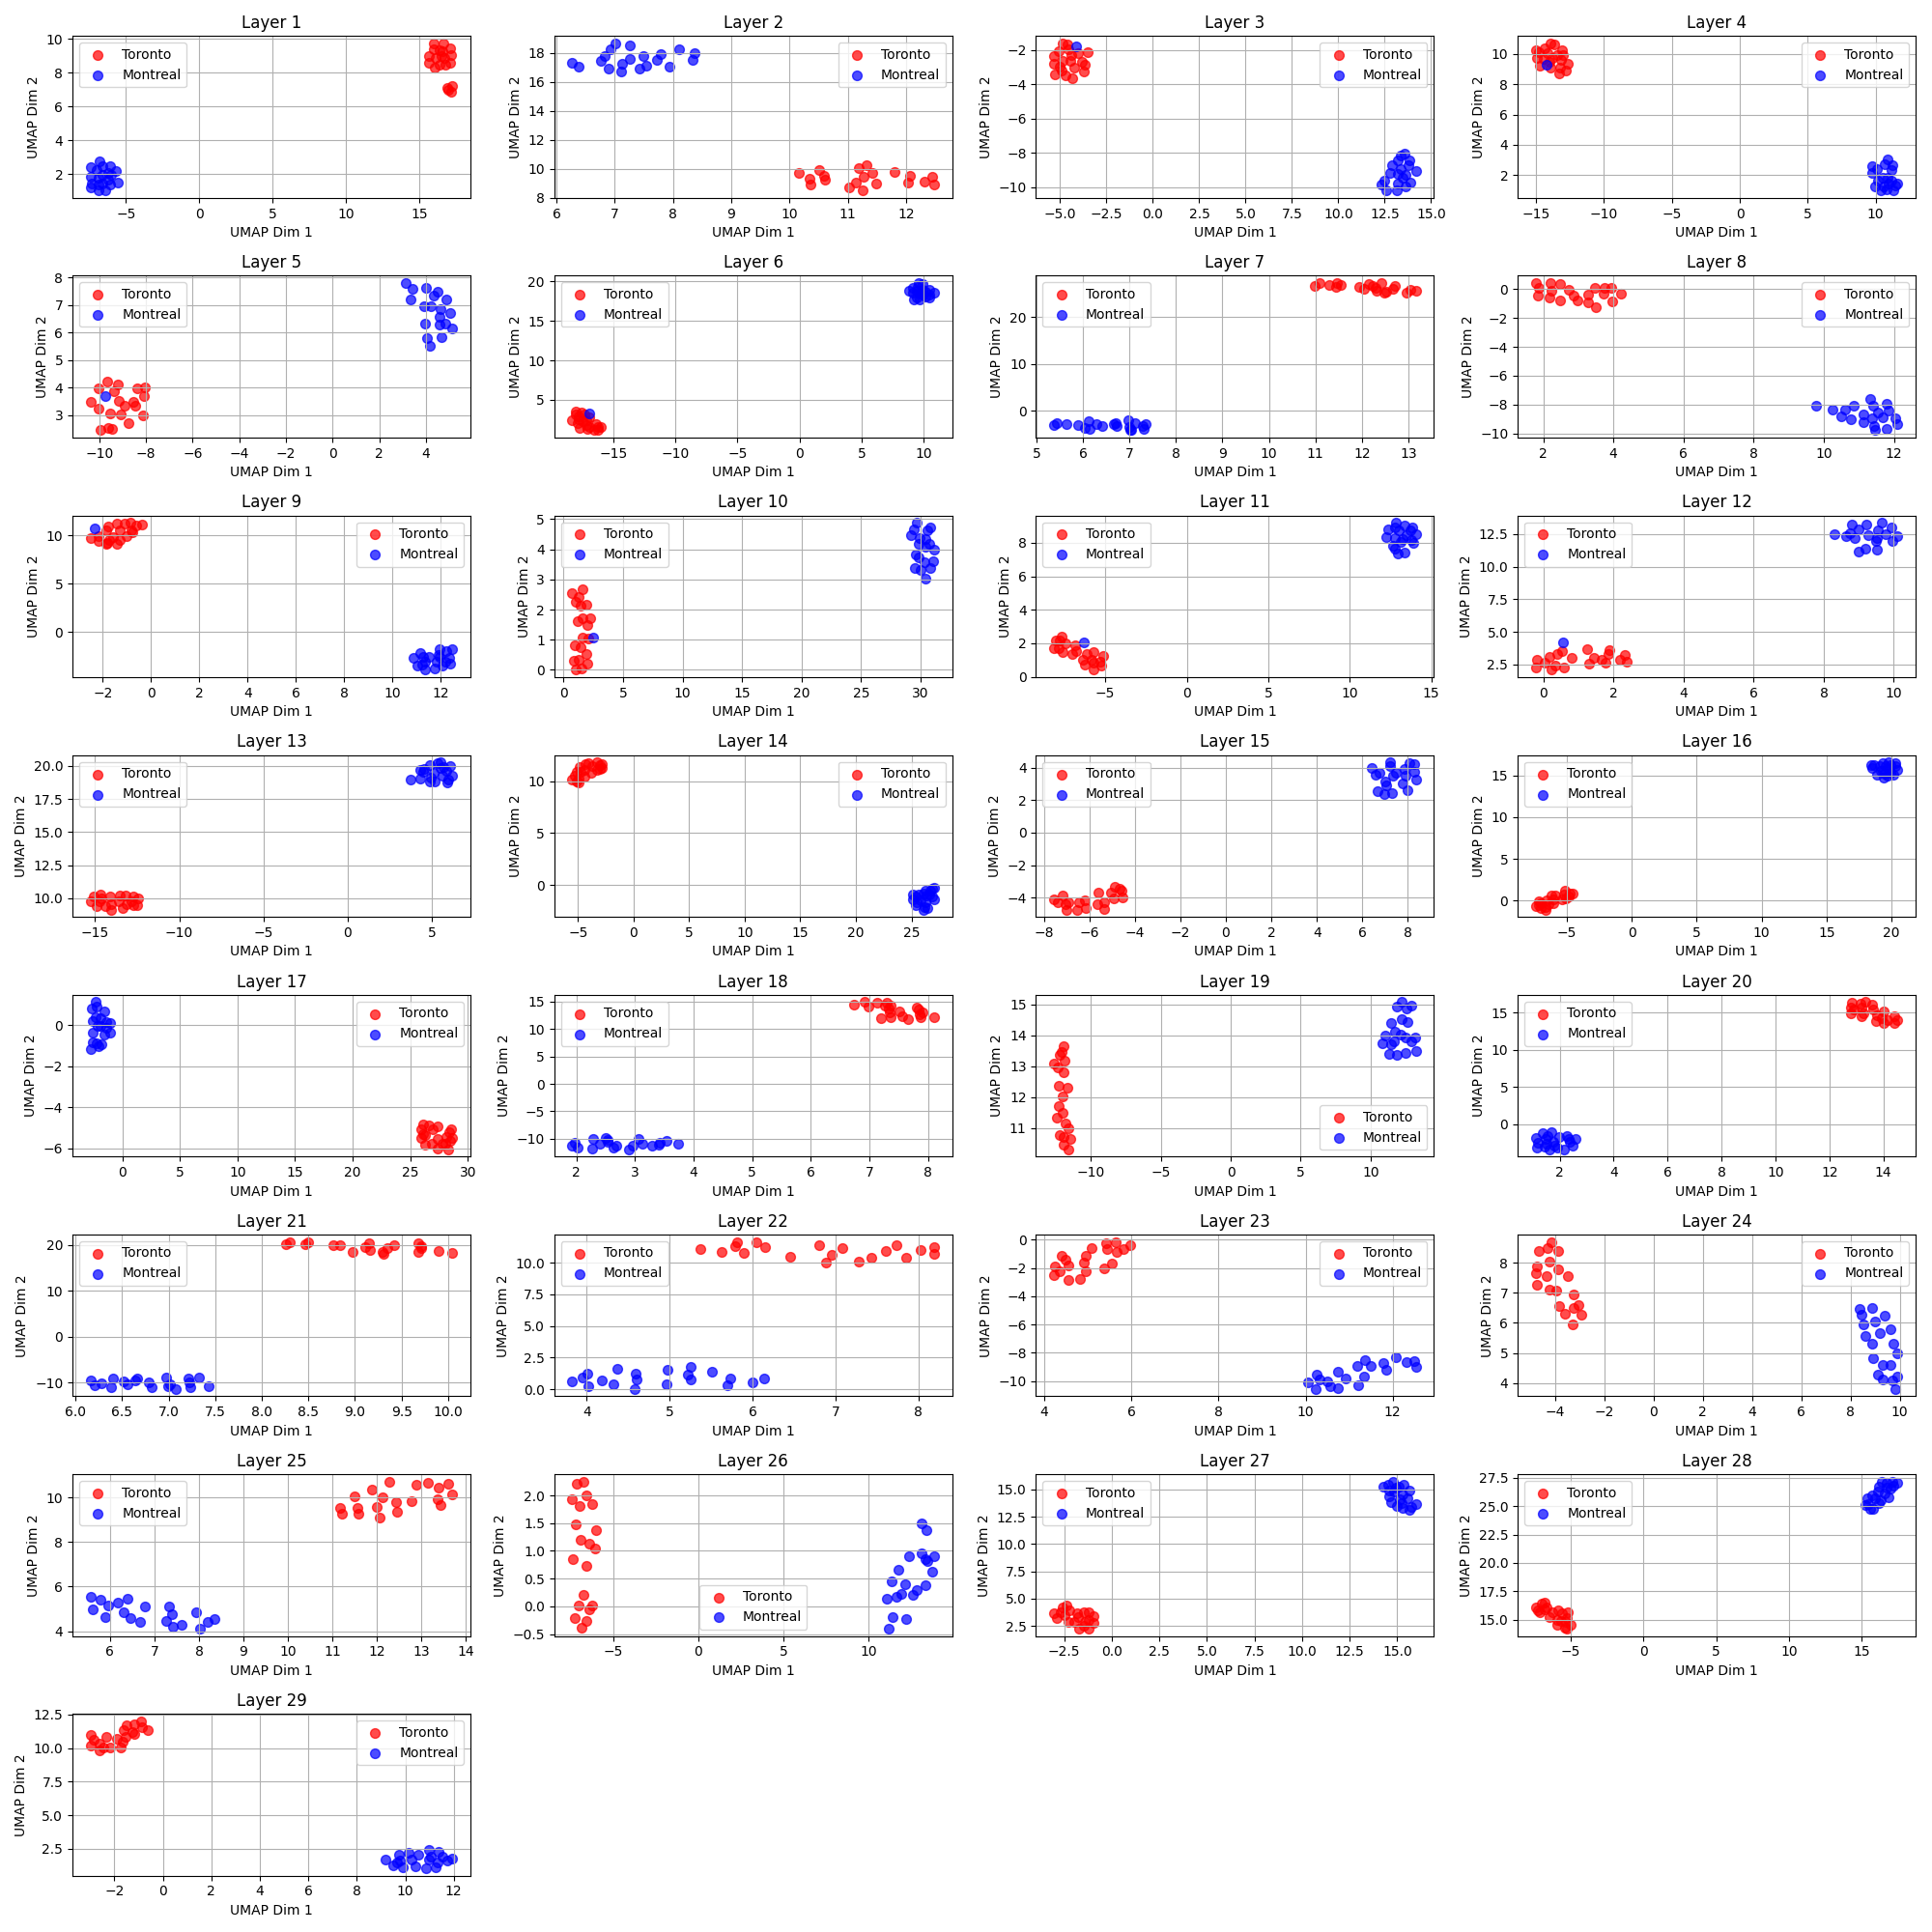 Layer 1
Layer 2
Layer 3
Layer 4
Toronto
Montreal
Toronto
Montreal
Toronto
Montreal
Toronto
Montreal
UMAP Dim 2
10
8
6
4
2
UMAP Dim 2
18
16
14
12
10
8
UMAP Dim 2
−2
−4
−6
−8
−10
UMAP Dim 2
10
8
6
4
2
−5 0 5 10 15
6 7 8 9 10 11 12
−5.0 −2.5 0.0 2.5 5.0 7.5 10.0 12.5 15.0
−15 −10 −5 0 5 10
UMAP Dim 1
UMAP Dim 1
UMAP Dim 1
UMAP Dim 1
Layer 5
Layer 6
Layer 7
Layer 8
Toronto
Montreal
Toronto
Montreal
Toronto
Montreal
Toronto
Montreal
UMAP Dim 2
8
7
6
5
4
3
UMAP Dim 2
20
15
10
5
UMAP Dim 2
20
10
0
UMAP Dim 2
0
−2
−4
−6
−8
−10
−10 −8 −6 −4 −2 0 2 4
−15 −10 −5 0 5 10
5 6 7 8 9 10 11 12 13
2 4 6 8 10 12
UMAP Dim 1
UMAP Dim 1
UMAP Dim 1
UMAP Dim 1
Layer 9
Layer 10
Layer 11
Layer 12
Toronto
Montreal
Toronto
Montreal
Toronto
Montreal
Toronto
Montreal
UMAP Dim 2
10
5
0
UMAP Dim 2
5
4
3
2
1
0
UMAP Dim 2
8
6
4
2
0
UMAP Dim 2
12.5
10.0
7.5
5.0
2.5
−2 0 2 4 6 8 10 12
0 5 10 15 20 25 30
−5 0 5 10 15
0 2 4 6 8 10
UMAP Dim 1
UMAP Dim 1
UMAP Dim 1
UMAP Dim 1
Layer 13
Layer 14
Layer 15
Layer 16
Toronto
Montreal
Toronto
Montreal
Toronto
Montreal
Toronto
Montreal
UMAP Dim 2
20.0
17.5
15.0
12.5
10.0
UMAP Dim 2
10
5
0
UMAP Dim 2
4
2
0
−2
−4
UMAP Dim 2
15
10
5
0
−15 −10 −5 0 5
−5 0 5 10 15 20 25
−8 −6 −4 −2 0 2 4 6 8
−5 0 5 10 15 20
UMAP Dim 1
UMAP Dim 1
UMAP Dim 1
UMAP Dim 1
Layer 17
Layer 18
Layer 19
Layer 20
Toronto
Montreal
Toronto
Montreal
Toronto
Montreal
Toronto
Montreal
UMAP Dim 2
0
−2
−4
−6
UMAP Dim 2
15
10
5
0
−5
−10
UMAP Dim 2
15
14
13
12
11
UMAP Dim 2
15
10
5
0
0 5 10 15 20 25 30
2 3 4 5 6 7 8
−10 −5 0 5 10
2 4 6 8 10 12 14
UMAP Dim 1
UMAP Dim 1
UMAP Dim 1
UMAP Dim 1
Layer 21
Layer 22
Layer 23
Layer 24
Toronto
Montreal
Toronto
Montreal
Toronto
Montreal
Toronto
Montreal
UMAP Dim 2
20
10
0
−10
UMAP Dim 2
10.0
7.5
5.0
2.5
0.0
UMAP Dim 2
0
−2
−4
−6
−8
−10
UMAP Dim 2
8
7
6
5
4
6.0 6.5 7.0 7.5 8.0 8.5 9.0 9.5 10.0
4 5 6 7 8
4 6 8 10 12
−4 −2 0 2 4 6 8 10
UMAP Dim 1
UMAP Dim 1
UMAP Dim 1
UMAP Dim 1
Layer 25
Layer 26
Layer 27
Layer 28
Toronto
Montreal
Toronto
Montreal
Toronto
Montreal
Toronto
Montreal
UMAP Dim 2
10
8
6
4
UMAP Dim 2
2.0
1.5
1.0
0.5
0.0
−0.5
UMAP Dim 2
15.0
12.5
10.0
7.5
5.0
2.5
UMAP Dim 2
27.5
25.0
22.5
20.0
17.5
15.0
6 7 8 9 10 11 12 13 14
−5 0 5 10
−2.5 0.0 2.5 5.0 7.5 10.0 12.5 15.0
−5 0 5 10 15
UMAP Dim 1
UMAP Dim 1
UMAP Dim 1
UMAP Dim 1
Layer 29
Toronto
Montreal
UMAP Dim 2
12.5
10.0
7.5
5.0
2.5
−2 0 2 4 6 8 10 12
UMAP Dim 1